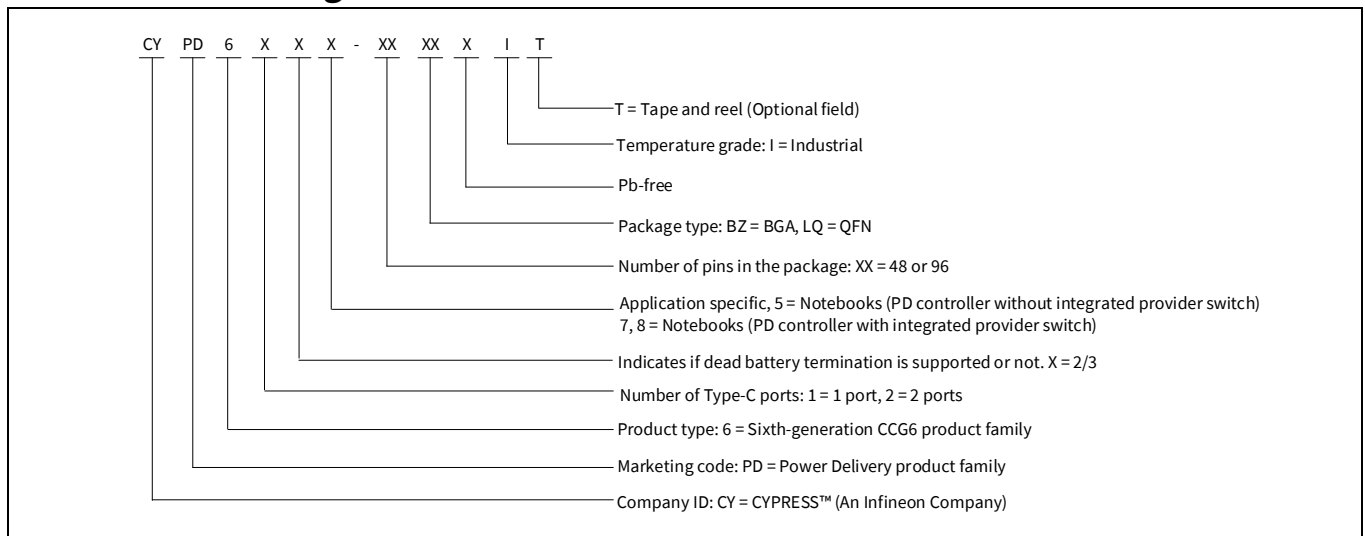 CY PD 6 X X X - XX XX X I T
T = Tape and reel (Optional field)
Temperature grade: I = Industrial
Pb-free
Package type: BZ = BGA, LQ = QFN
Number of pins in the package: XX = 48 or 96
Application specific, 5 = Notebooks (PD controller without integrated provider switch)
7, 8 = Notebooks (PD controller with integrated provider switch)
Indicates if dead battery termination is supported or not. X = 2/3
Number of Type-C ports: 1 = 1 port, 2 = 2 ports
Product type: 6 = Sixth-generation CCG6 product family
Marketing code: PD = Power Delivery product family
Company ID: CY = CYPRESS™ (An Infineon Company)